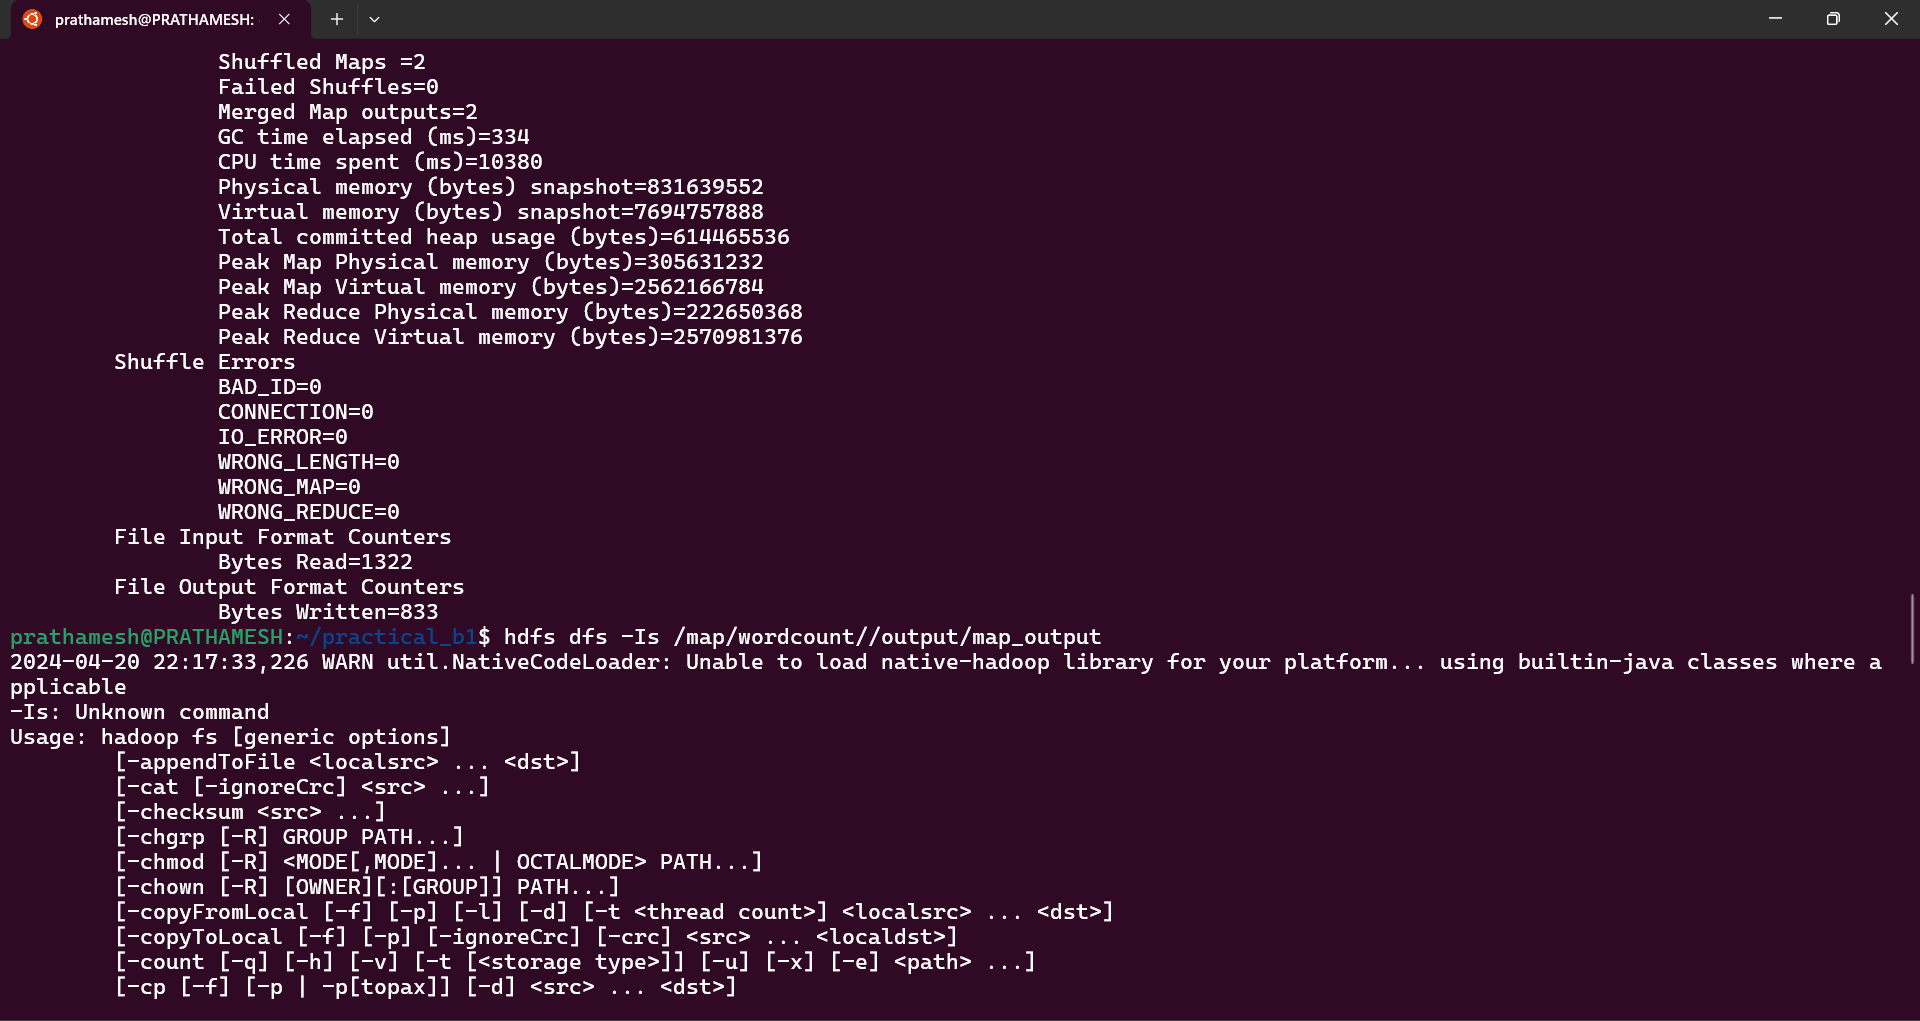 prathamesh@PRATHAMESH:
Shuffled Maps =2
Failed Shuffles=0
Merged Map outputs=2
GC time elapsed (ms)=334
CPU time spent (ms)=10380
Physical memory (bytes) snapshot=831639552
Virtual memory (bytes) snapshot=7694757888
Total committed heap usage (bytes)=614465536
Peak Map Physical memory (bytes)=305631232
Peak Map Virtual memory (bytes)=2562166784
Peak Reduce Physical memory (bytes)=222650368
Peak Reduce Virtual memory (bytes)=2570981376
Shuffle Errors
BAD_ID=0
CONNECTION=0
IO_ERROR=0
WRONG_LENGTH=0
WRONG_MAP=0
WRONG_REDUCE=0
File Input Format Counters
Bytes Read=1322
File Output Format Counters
Bytes Written=833
prathamesh@PRATHAMESH:~/practical_b1$ hdfs dfs -Is /map/wordcount//output/map_output
2024-04-20 22:17:33,226 WARN util.NativeCodeLoader: Unable to load native-hadoop library for your platform... using builtin-java classes where a
pplicable
-Is: Unknown command
Usage: hadoop fs [generic options]
[-appendToFile <localsrc> ... <dst>]
[-cat [-ignoreCrc] <src> ...]
[-checksum <src> ...]
[-chgrp [-R] GROUP PATH...]
[-chmod [-R] <MODE[,MODE]... | OCTALMODE> PATH...]
[-chown [-R] [OWNER][:[GROUP]] PATH...]
[-copyFromLocal [-f] [-p] [-l] [-d] [-t <thread count>] <localsrc> ... <dst>]
[-copyToLocal [-f] [-p] [-ignoreCrc] [-crc] <src> ... <localdst>]
[-count [-q] [-h] [-v] [-t [<storage type>]] [-u] [-x] [-e] <path> ...]
[-cp [-f] [-p | -p[topax]] [-d] <src> ... <dst>]